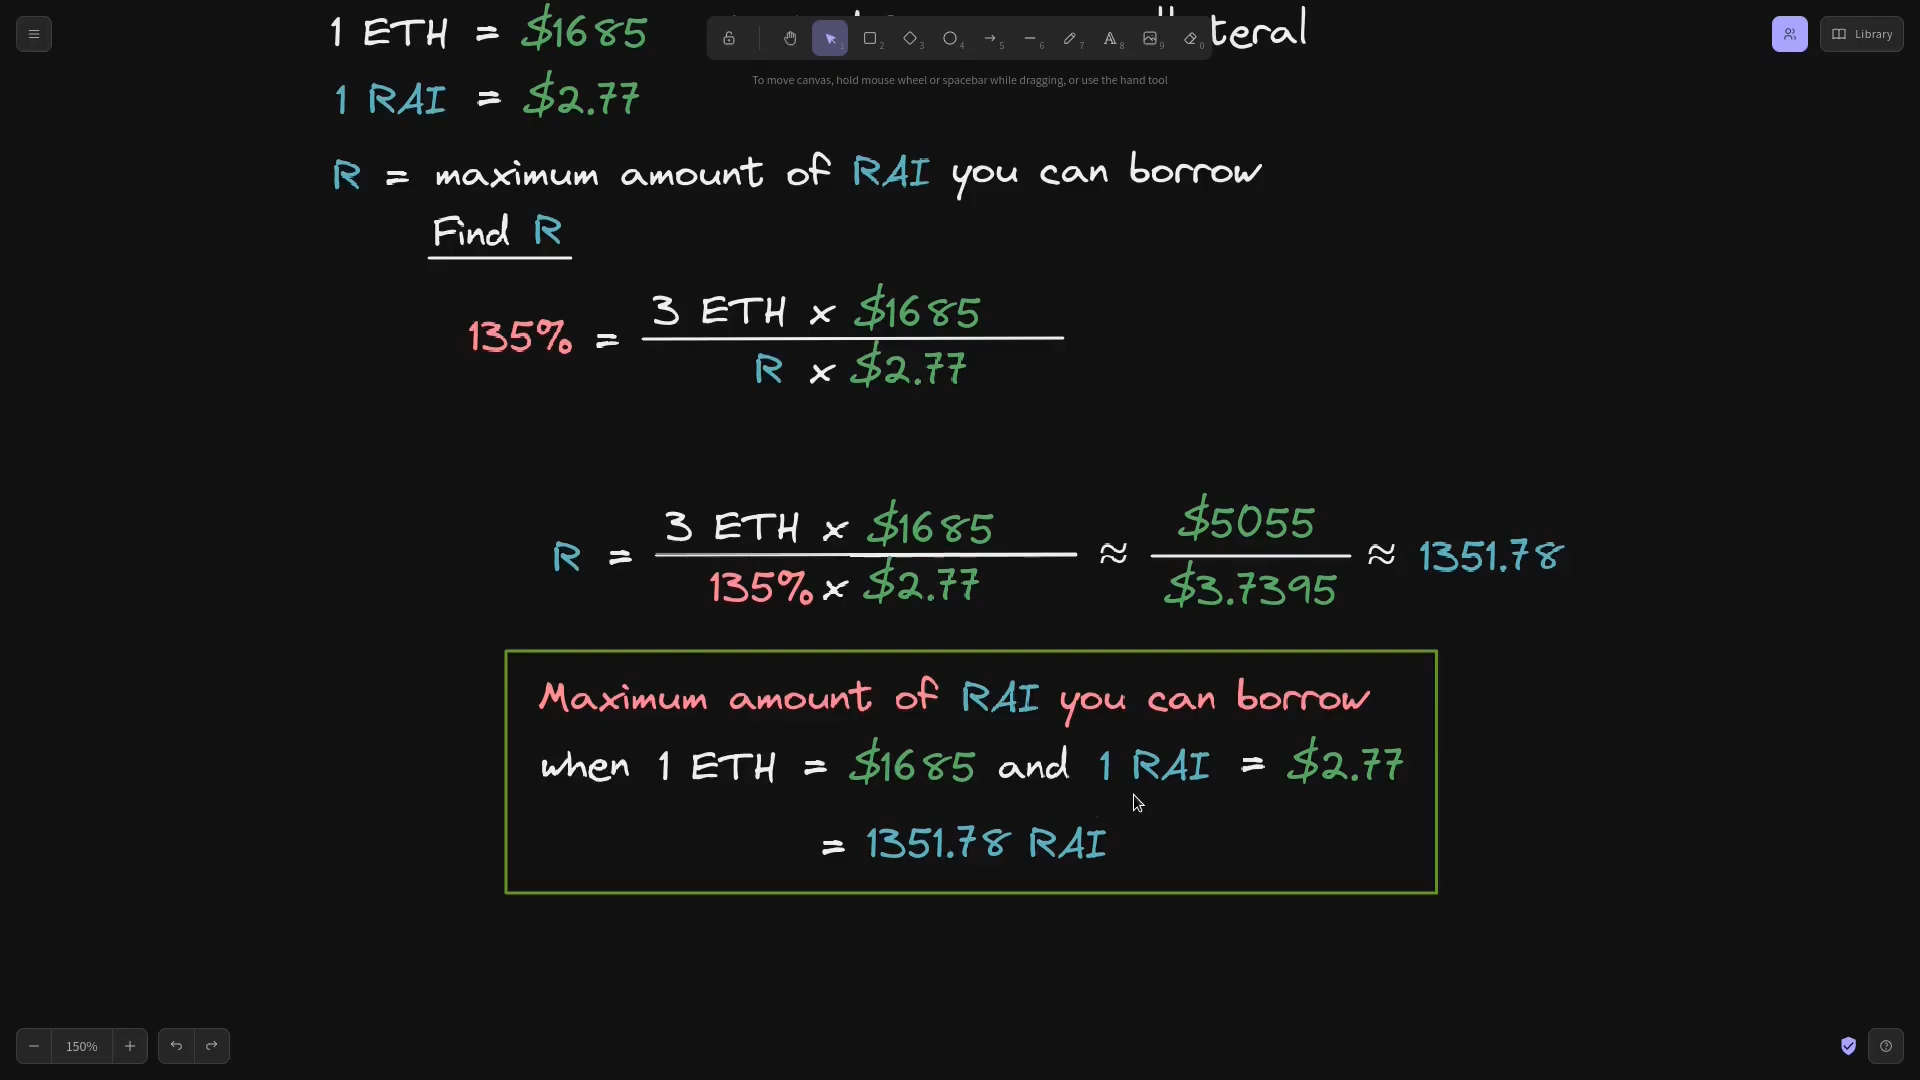 1 ETH = $1685
teral
Library
To move canvas, hold mouse wheel or spacebar while dragging, or use the hand tool
1 RAI = $2.77
R = maximum amount of RAI you can borrow
Find R
135% = 3 ETH x $1685
R x $2.77
R = 3 ETH x $1685 ≈ $5055 ≈ 1351.78
135% x $2.77 $3.7395
Maximum amount of RAI you can borrow
when 1 ETH = $1685 and 1 RAI = $2.77
= 1351.78 RAI
150%